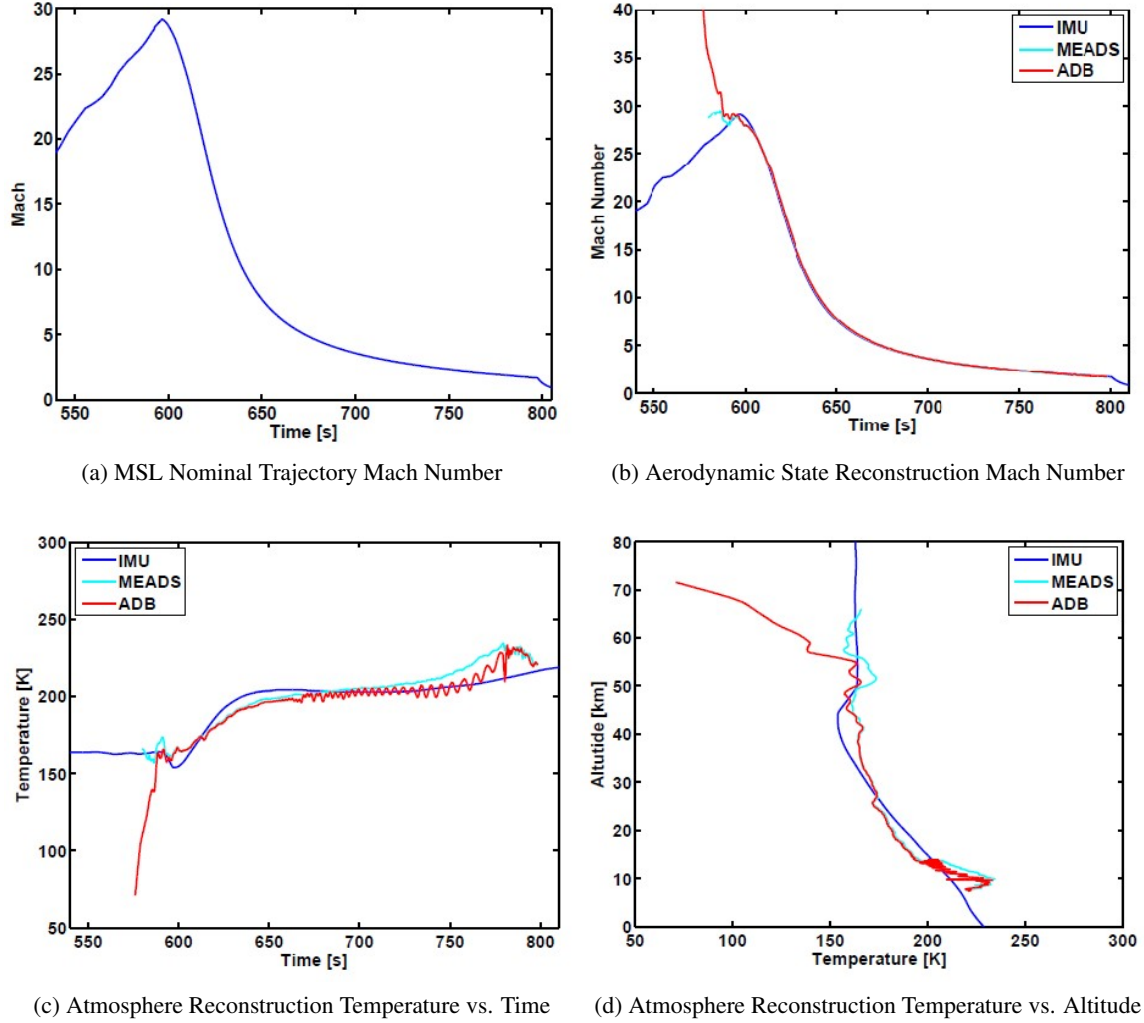 30
25
20
15
10
5
0
Mach
550 600 650 700 750 800
Time [s]
(a) MSL Nominal Trajectory Mach Number
40
35
30
25
20
15
10
5
0
Mach Number
IMU
MEADS
ADB
550 600 650 700 750 800
Time [s]
(b) Aerodynamic State Reconstruction Mach Number
300
250
200
150
100
50
Temperature [K]
IMU
MEADS
ADB
550 600 650 700 750 800
Time [s]
(c) Atmosphere Reconstruction Temperature vs. Time
80
70
60
50
40
30
20
10
0
Altutide [km]
IMU
MEADS
ADB
50 100 150 200 250 300
Temperature [K]
(d) Atmosphere Reconstruction Temperature vs. Altitude